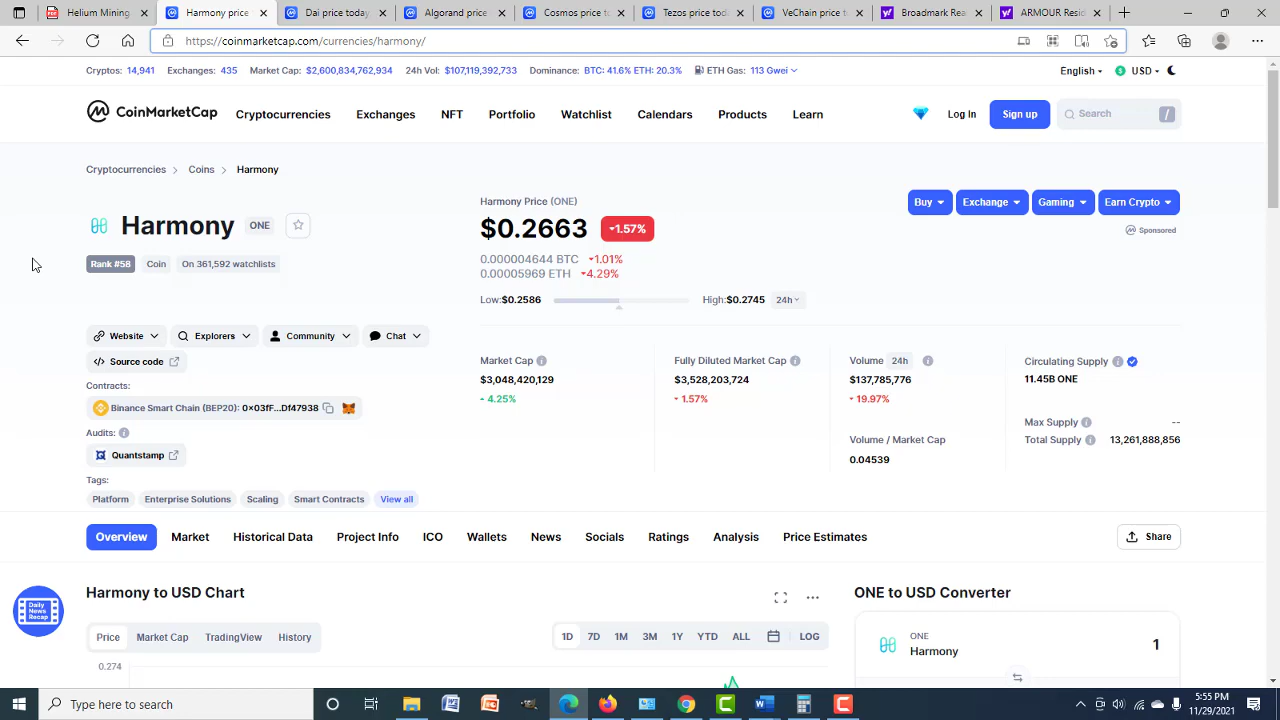 Helium Mining
Harmony price
Dai price today
Algorand price
Cosmos price to
Tezos price tod
VeChain price to
Broadmark Rea
ARMOUR Resid
https://coinmarketcap.com/currencies/harmony/
Cryptos: 14,941 Exchanges: 435 Market Cap: $2,600,834,762,934 24h Vol: $107,119,392,733 Dominance: BTC: 41.6% ETH: 20.3% ETH Gas: 113 Gwei
English USD
CoinMarketCap Cryptocurrencies Exchanges NFT Portfolio Watchlist Calendars Products Learn
Log In Sign up Search /
Cryptocurrencies Coins Harmony
Harmony ONE
Rank #58 Coin On 361,592 watchlists
Website Explorers Community Chat
Source code
Contracts:
Binance Smart Chain (BEP20): 0x03fF...Df47938
Audits:
Quantstamp
Tags:
Platform Enterprise Solutions Scaling Smart Contracts View all
Harmony Price (ONE)
$0.2663 1.57%
0.000004644 BTC 1.01%
0.00005969 ETH 4.29%
Low: $0.2586 High: $0.2745 24h
Buy Exchange Gaming Earn Crypto
Sponsored
Market Cap
$3,048,420,129
4.25%
Fully Diluted Market Cap
$3,528,203,724
1.57%
Volume 24h
$137,785,776
19.97%
Volume / Market Cap
0.04539
Circulating Supply
11.45B ONE
Max Supply --
Total Supply 13,261,888,856
Overview Market Historical Data Project Info ICO Wallets News Socials Ratings Analysis Price Estimates Share
Daily
News
Recap
Harmony to USD Chart
Price Market Cap TradingView History
1D 7D 1M 3M 1Y YTD ALL LOG
0.274
ONE to USD Converter
ONE
Harmony 1
Type here to search
5:55 PM
11/29/2021